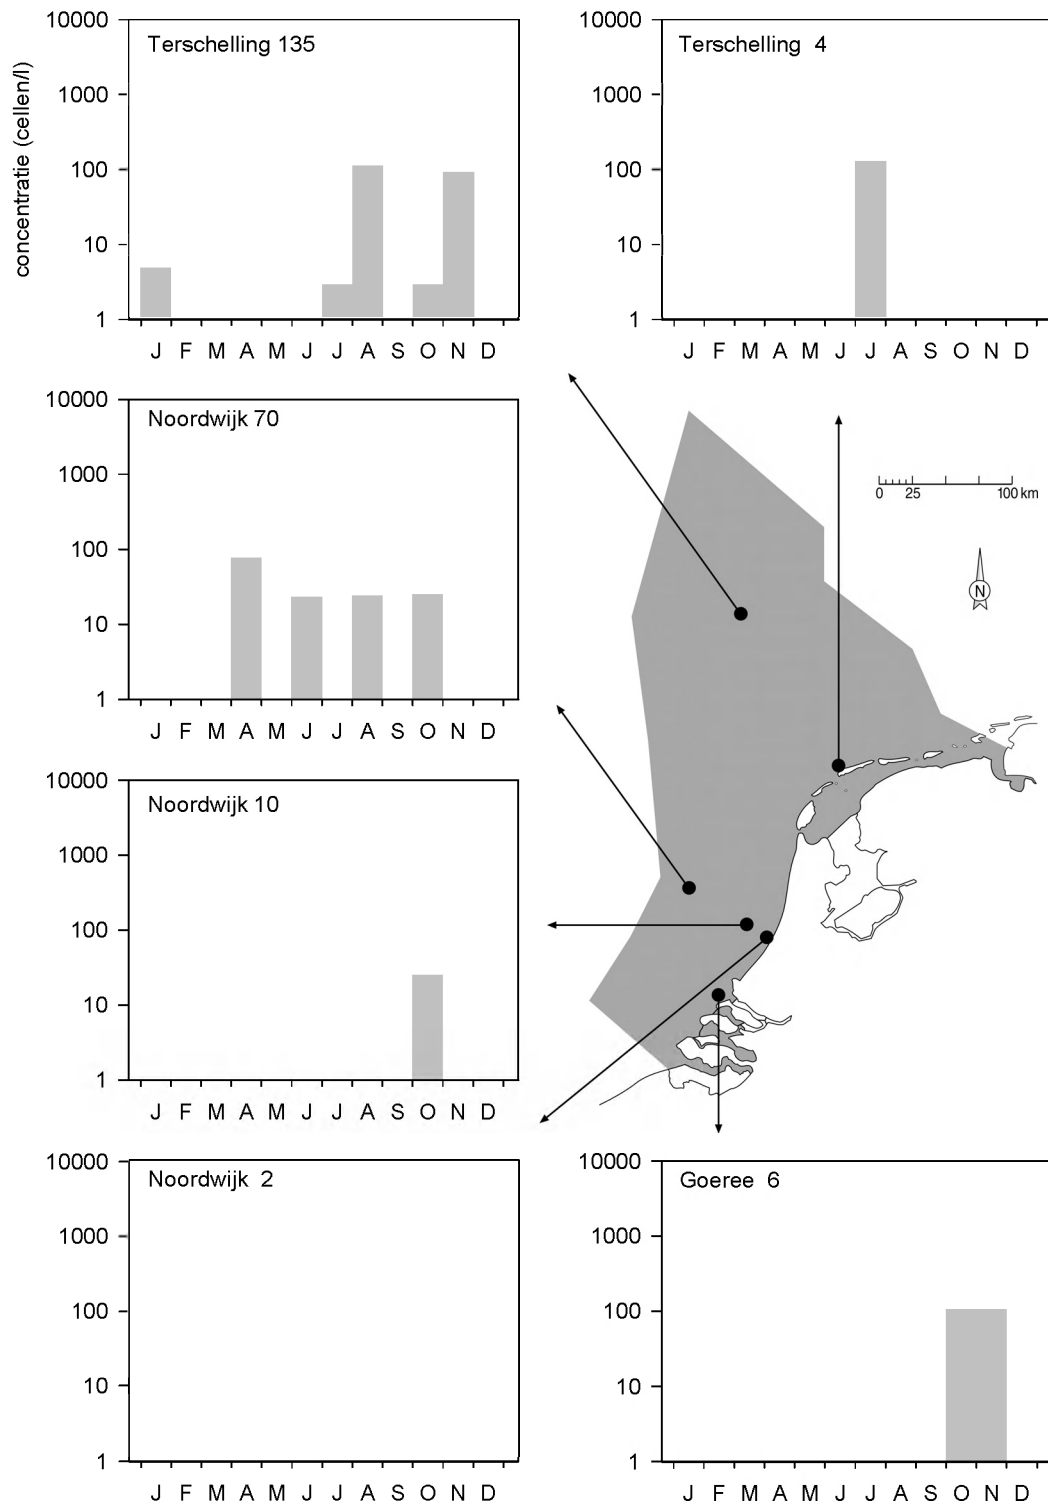 concentratie (cellen/l)
Terschelling 135
10000
1000
100
10
1
J F M A M J J A S O N D
Terschelling 4
10000
1000
100
10
1
J F M A M J J A S O N D
Noordwijk 70
10000
1000
100
10
1
J F M A M J J A S O N D
0 25 100 km
N
Noordwijk 10
10000
1000
100
10
1
J F M A M J J A S O N D
Noordwijk 2
10000
1000
100
10
1
J F M A M J J A S O N D
Goeree 6
10000
1000
100
10
1
J F M A M J J A S O N D